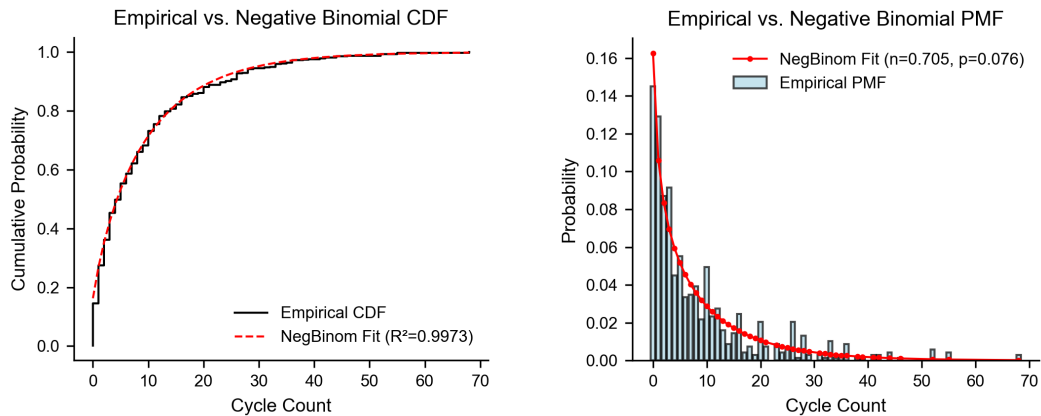 Empirical vs. Negative Binomial CDF
1.0
0.8
0.6
0.4
0.2
0.0
Cumulative Probability
Empirical CDF
NegBinom Fit (R²=0.9973)
0 10 20 30 40 50 60 70
Cycle Count
Empirical vs. Negative Binomial PMF
0.16
0.14
0.12
0.10
0.08
0.06
0.04
0.02
0.00
Probability
NegBinom Fit (n=0.705, p=0.076)
Empirical PMF
0 10 20 30 40 50 60 70
Cycle Count